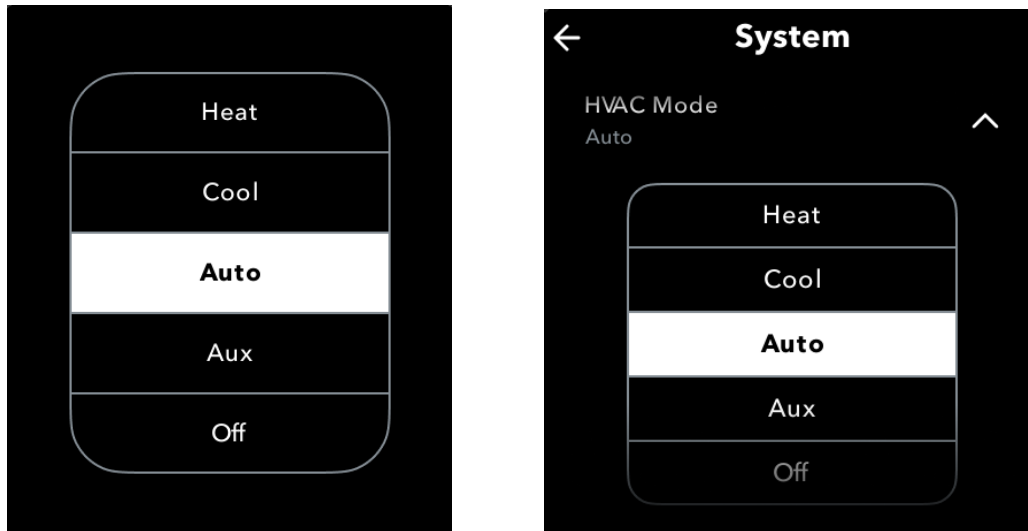 Heat
Cool
Auto
Aux
Off
System
HVAC Mode
Auto
Heat
Cool
Auto
Aux
Off